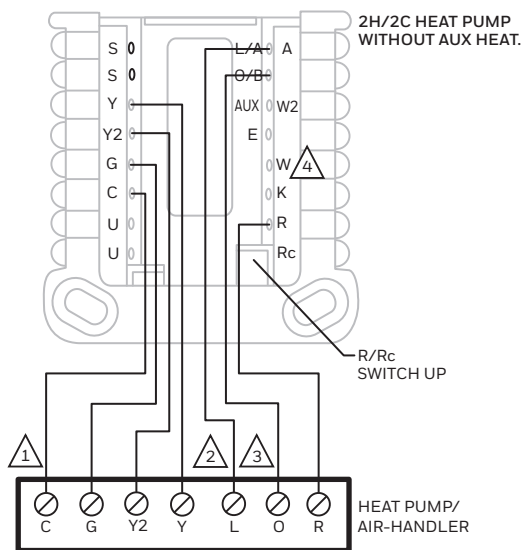 2H/2C HEAT PUMP
WITHOUT AUX HEAT.
S
S
Y
Y2
G
C
U
U
L/A A
O/B
AUX W2
E
W
4
K
R
Rc
R/Rc
SWITCH UP
1
2
3
C G Y2 Y L O R
HEAT PUMP/
AIR-HANDLER